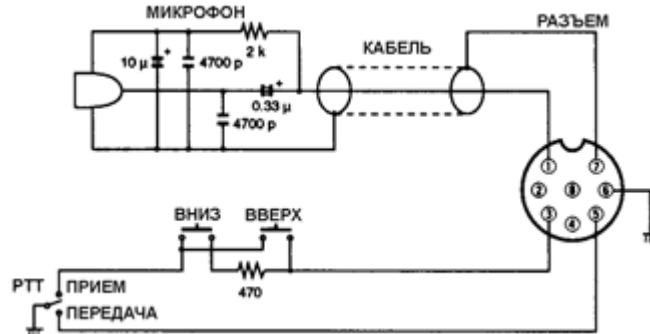 МИКРОФОН
РАЗЪЕМ
2 k
КАБЕЛЬ
10 μ
+
4700 p
+
0.33 μ
4700 p
1
7
2
8
6
3
5
4
ВНИЗ
ВВЕРХ
470
PTT
ПРИЕМ
ПЕРЕДАЧА